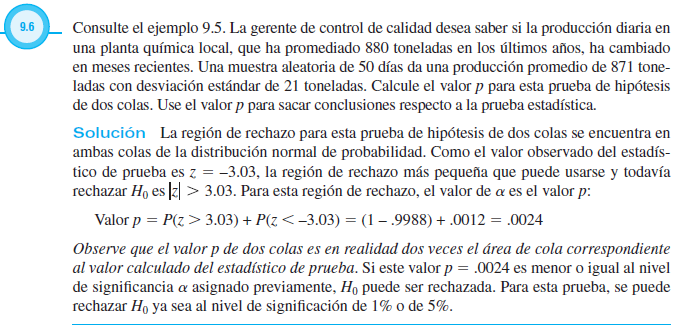 9.6
Consulte el ejemplo 9.5. La gerente de control de calidad desea saber si la producción diaria en
una planta química local, que ha promediado 880 toneladas en los últimos años, ha cambiado
en meses recientes. Una muestra aleatoria de 50 días da una producción promedio de 871 tone-
ladas con desviación estándar de 21 toneladas. Calcule el valor p para esta prueba de hipótesis
de dos colas. Use el valor p para sacar conclusiones respecto a la prueba estadística.
Solución La región de rechazo para esta prueba de hipótesis de dos colas se encuentra en
ambas colas de la distribución normal de probabilidad. Como el valor observado del estadís-
tico de prueba es z = –3.03, la región de rechazo más pequeña que puede usarse y todavía
rechazar H₀ es |z| > 3.03. Para esta región de rechazo, el valor de α es el valor p:
Valor p = P(z > 3.03) + P(z < –3.03) = (1 – .9988) + .0012 = .0024
Observe que el valor p de dos colas es en realidad dos veces el área de cola correspondiente
al valor calculado del estadístico de prueba. Si este valor p = .0024 es menor o igual al nivel
de significancia α asignado previamente, H₀ puede ser rechazada. Para esta prueba, se puede
rechazar H₀ ya sea al nivel de significación de 1% o de 5%.